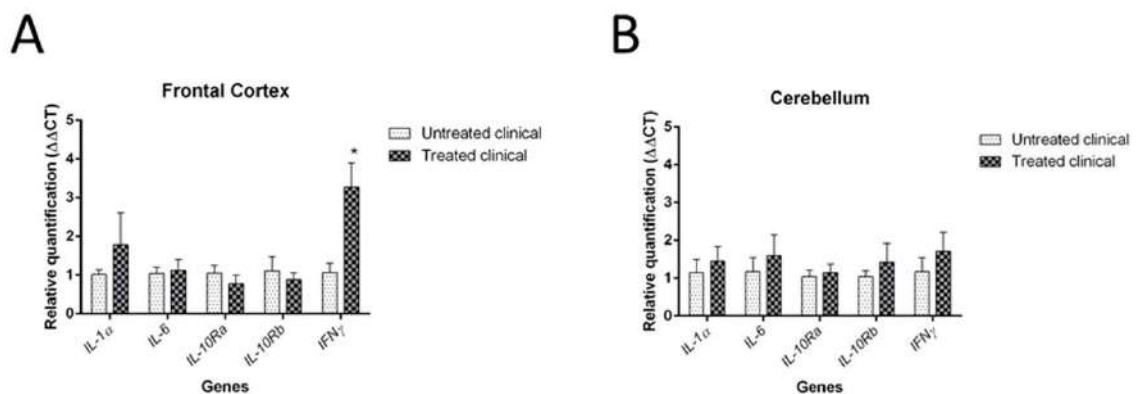 A
Frontal Cortex
Relative quantification (ΔΔCT)
5
4
3
2
1
0
*
IL-1α
IL-6
IL-10Ra
IL-10Rb
IFNγ
Genes
Untreated clinical
Treated clinical
B
Cerebellum
Relative quantification (ΔΔCT)
5
4
3
2
1
0
IL-1α
IL-6
IL-10Ra
IL-10Rb
IFNγ
Genes
Untreated clinical
Treated clinical